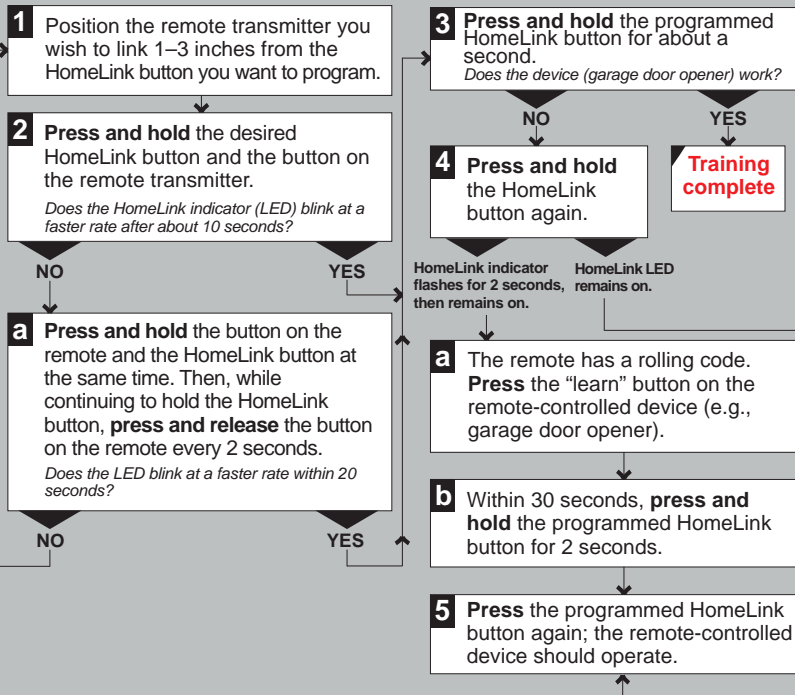 1
Position the remote transmitter you
wish to link 1–3 inches from the
HomeLink button you want to program.
2
Press and hold the desired
HomeLink button and the button on
the remote transmitter.
Does the HomeLink indicator (LED) blink at a
faster rate after about 10 seconds?
NO
YES
a
Press and hold the button on the
remote and the HomeLink button at
the same time. Then, while
continuing to hold the HomeLink
button, press and release the button
on the remote every 2 seconds.
Does the LED blink at a faster rate within 20
seconds?
NO
YES
3
Press and hold the programmed
HomeLink button for about a
second.
Does the device (garage door opener) work?
NO
YES
4
Press and hold
the HomeLink
button again.
Training
complete
HomeLink indicator
flashes for 2 seconds,
then remains on.
HomeLink LED
remains on.
a
The remote has a rolling code.
Press the “learn” button on the
remote-controlled device (e.g.,
garage door opener).
b
Within 30 seconds, press and
hold the programmed HomeLink
button for 2 seconds.
5
Press the programmed HomeLink
button again; the remote-controlled
device should operate.